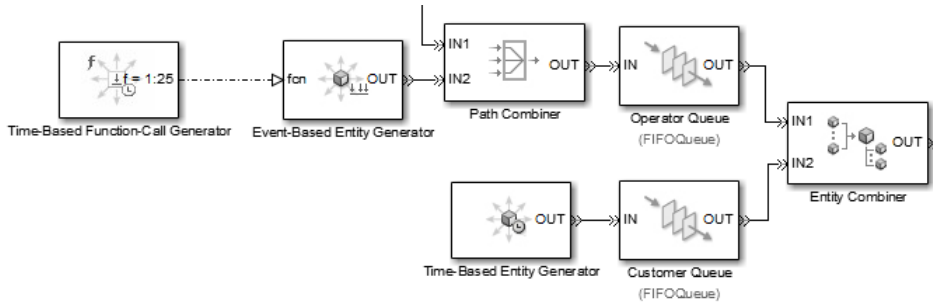 f
f = 1:25
Time-Based Function-Call Generator
fcn
OUT
Event-Based Entity Generator
IN1
IN2
OUT
Path Combiner
IN
OUT
Operator Queue
(FIFOQueue)
IN1
IN2
OUT
Entity Combiner
OUT
Time-Based Entity Generator
IN
OUT
Customer Queue
(FIFOQueue)